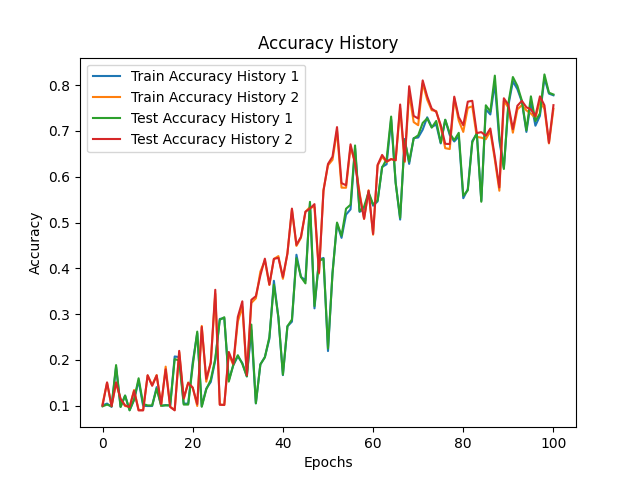 Accuracy History
Train Accuracy History 1
Train Accuracy History 2
Test Accuracy History 1
Test Accuracy History 2
Accuracy
0.8
0.7
0.6
0.5
0.4
0.3
0.2
0.1
0 20 40 60 80 100
Epochs